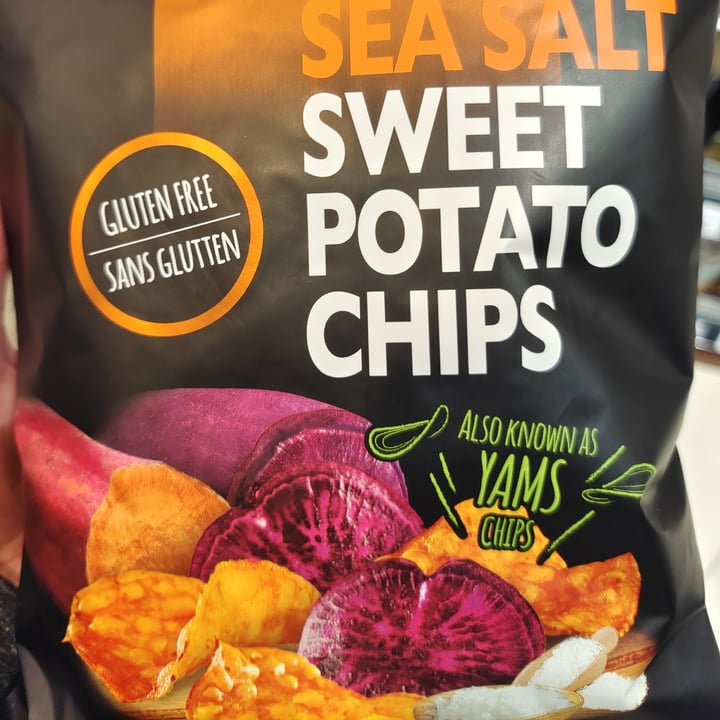 SEA SALT
SWEET
POTATO
CHIPS
GLUTEN FREE
SANS GLUTTEN
ALSO KNOWN AS
YAMS
CHIPS